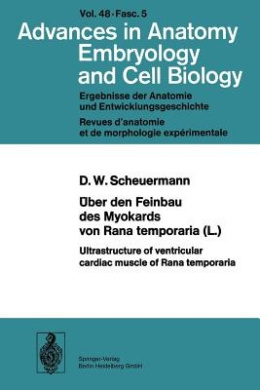 Vol. 48 · Fasc. 5
Advances in Anatomy
Embryology
and Cell Biology
Ergebnisse der Anatomie
und Entwicklungsgeschichte
Revues d'anatomie
et de morphologie expérimentale
D. W. Scheuermann
Über den Feinbau
des Myokards
von Rana temporaria (L.)
Ultrastructure of ventricular
cardiac muscle of Rana temporaria
Springer-Verlag
Berlin Heidelberg GmbH